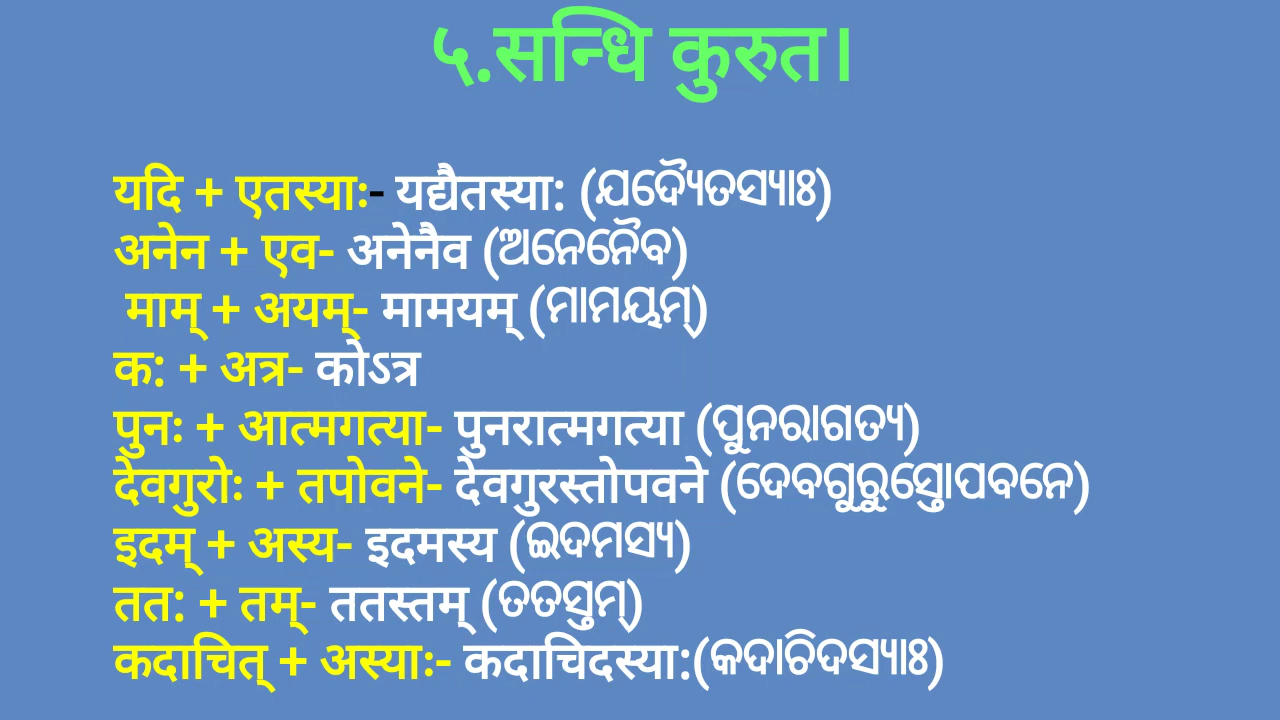 ५.सन्धि कुरुत।
यदि + एतस्याः- यद्यैतस्या: (ଯଦ୍ୟୈତସ୍ୟାଃ)
अनेन + एव- अनेनैव (ଅନେନୈବ)
माम् + अयम्- मामयम् (ମାମୟମ୍)
क: + अत्र- कोऽत्र
पुनः + आत्मगत्या- पुनरात्मगत्या (ପୁନରାଗତ୍ୟ)
देवगुरोः + तपोवने- देवगुरस्तोपवने (ଦେବଗୁରୁସ୍ତୋପବନେ)
इदम् + अस्य- इदमस्य (ଇଦମସ୍ୟ)
तत: + तम्- ततस्तम् (ତତସ୍ତମ୍)
कदाचित् + अस्याः- कदाचिदस्या:(କଦାଚିଦସ୍ୟାଃ)